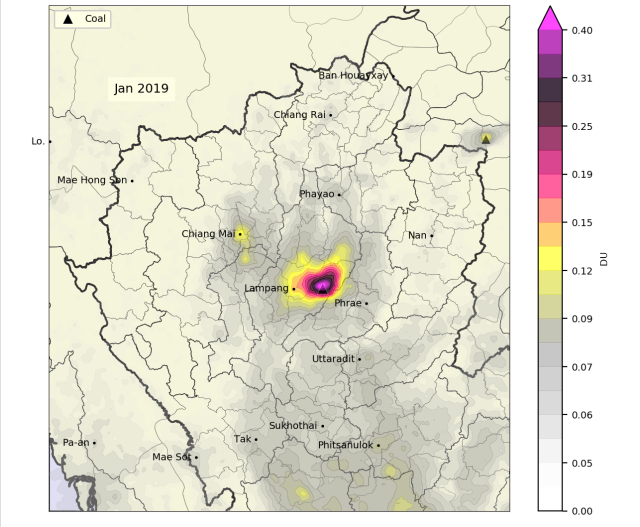 Coal
Jan 2019
Ban Houayxay
Chiang Rai
Lo.
Mae Hong Son
Phayao
Chiang Mai
Nan
Lampang
Phrae
Uttaradit
Sukhothai
Tak
Phitsanulok
Pa-an
Mae Sot
0.40
0.31
0.25
0.19
0.15
0.12
0.09
0.07
0.06
0.05
0.00
DU